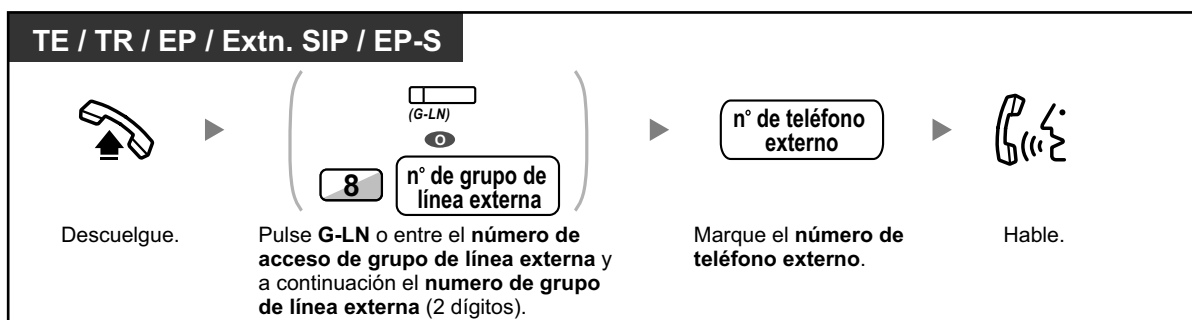 TE / TR / EP / Extn. SIP / EP-S
(G-LN)
O
8
n° de grupo de
línea externa
n° de teléfono
externo
Descuelgue.
Pulse G-LN o entre el número de
acceso de grupo de línea externa y
a continuación el numero de grupo
de línea externa (2 dígitos).
Marque el número de
teléfono externo.
Hable.